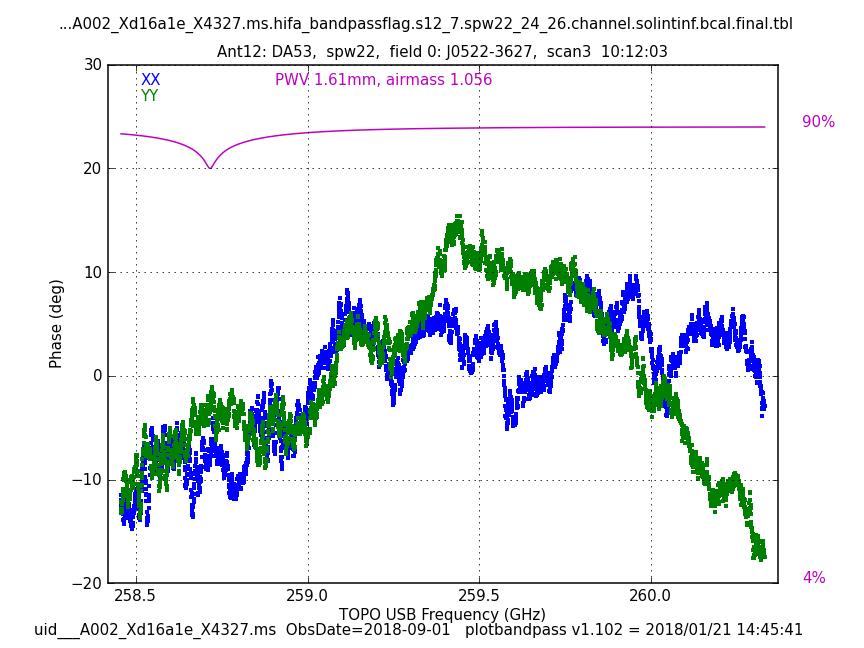 ...A002_Xd16a1e_X4327.ms.hifa_bandpassflag.s12_7.spw22_24_26.channel.solintinf.bcal.final.tbl
Ant12: DA53, spw22, field 0: J0522-3627, scan3 10:12:03
XX
YY
PWV 1.61mm, airmass 1.056
90%
4%
30
20
10
0
−10
−20
Phase (deg)
258.5 259.0 259.5 260.0
TOPO USB Frequency (GHz)
uid___A002_Xd16a1e_X4327.ms ObsDate=2018-09-01 plotbandpass v1.102 = 2018/01/21 14:45:41